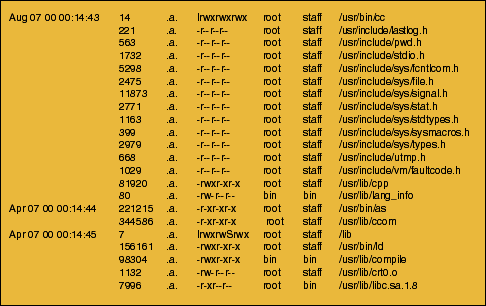 Aug 07 00 00:14:43 14 .a. lrwxrwxrwx root staff /usr/bin/cc
221 .a. -r--r--r-- root staff /usr/include/lastlog.h
563 .a. -r--r--r-- root staff /usr/include/pwd.h
1732 .a. -r--r--r-- root staff /usr/include/stdio.h
5298 .a. -r--r--r-- root staff /usr/include/sys/fcntlcom.h
2475 .a. -r--r--r-- root staff /usr/include/sys/file.h
11873 .a. -r--r--r-- root staff /usr/include/sys/signal.h
2771 .a. -r--r--r-- root staff /usr/include/sys/stat.h
1163 .a. -r--r--r-- root staff /usr/include/sys/stdtypes.h
399 .a. -r--r--r-- root staff /usr/include/sys/sysmacros.h
2979 .a. -r--r--r-- root staff /usr/include/sys/types.h
668 .a. -r--r--r-- root staff /usr/include/utmp.h
1029 .a. -r--r--r-- root staff /usr/include/vm/faultcode.h
81920 .a. -rwxr-xr-x root staff /usr/lib/cpp
80 .a. -rw-r--r-- bin bin /usr/lib/lang_info
Apr 07 00 00:14:44 221215 .a. -r-xr-xr-x root staff /usr/bin/as
344586 .a. -r-xr-xr-x root staff /usr/lib/ccom
Apr 07 00 00:14:45 7 .a. lrwxrwSrwx root staff /lib
156161 .a. -rwxr-xr-x root staff /usr/bin/ld
98304 .a. -rwxr-xr-x bin bin /usr/lib/compile
1132 .a. -rw-r--r-- root staff /usr/lib/crt0.o
7996 .a. -r-xr--r-- root bin /usr/lib/libc.sa.1.8